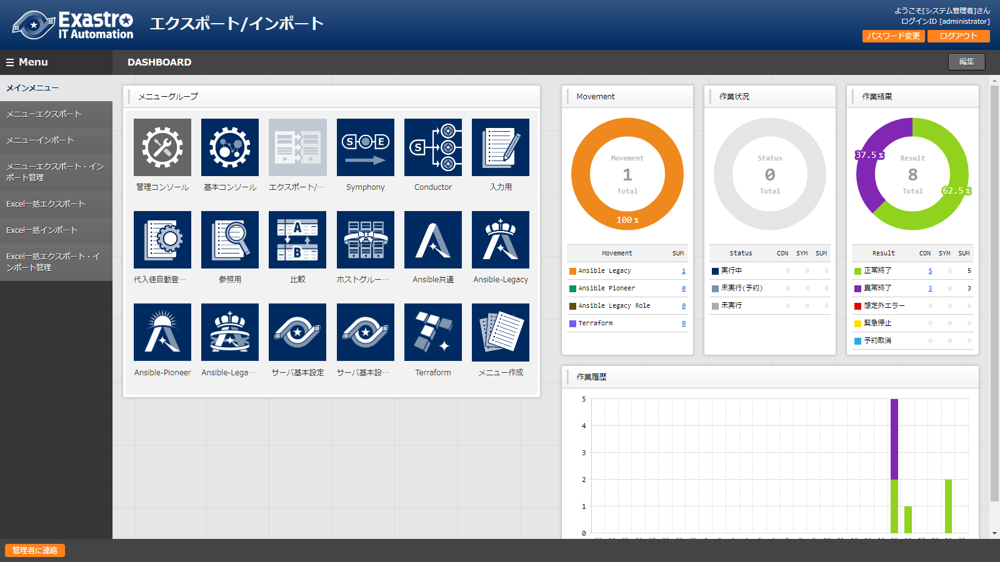 Exastro
IT Automation
エクスポート/インポート
ようこそ[システム管理者]さん
ログインID [administrator]
パスワード変更
ログアウト
Menu
DASHBOARD
編集
メインメニュー
メニューエクスポート
メニューインポート
メニューエクスポート・イン
ポート管理
Excel一括エクスポート
Excel一括インポート
Excel一括エクスポート・イ
ンポート管理
メニューグループ
管理コンソール
基本コンソール
エクスポート/…
S O E
Symphony
S
Conductor
入力用
代入値自動登…
参照用
A
B
比較
ホストグルー…
Ansible共通
Ansible-Legacy
Ansible-Pioneer
Ansible-Lega…
サーバ基本設定
サーバ基本設…
Terraform
メニュー作成
Movement
Movement
1
Total
100 %
Movement SUM
Ansible Legacy 1
Ansible Pioneer 0
Ansible Legacy Role 0
Terraform 0
作業状況
Status
0
Total
Status CON SYM SUM
実行中 0 0 0
未実行(予約) 0 0 0
未実行 0 0 0
作業結果
37.5 %
Result
8
Total
62.5 %
Result CON SYM SUM
正常終了 5 0 5
異常終了 3 0 3
想定外エラー 0 0 0
緊急停止 0 0 0
予約取消 0 0 0
作業履歴
5
4
3
2
1
0
管理者に連絡